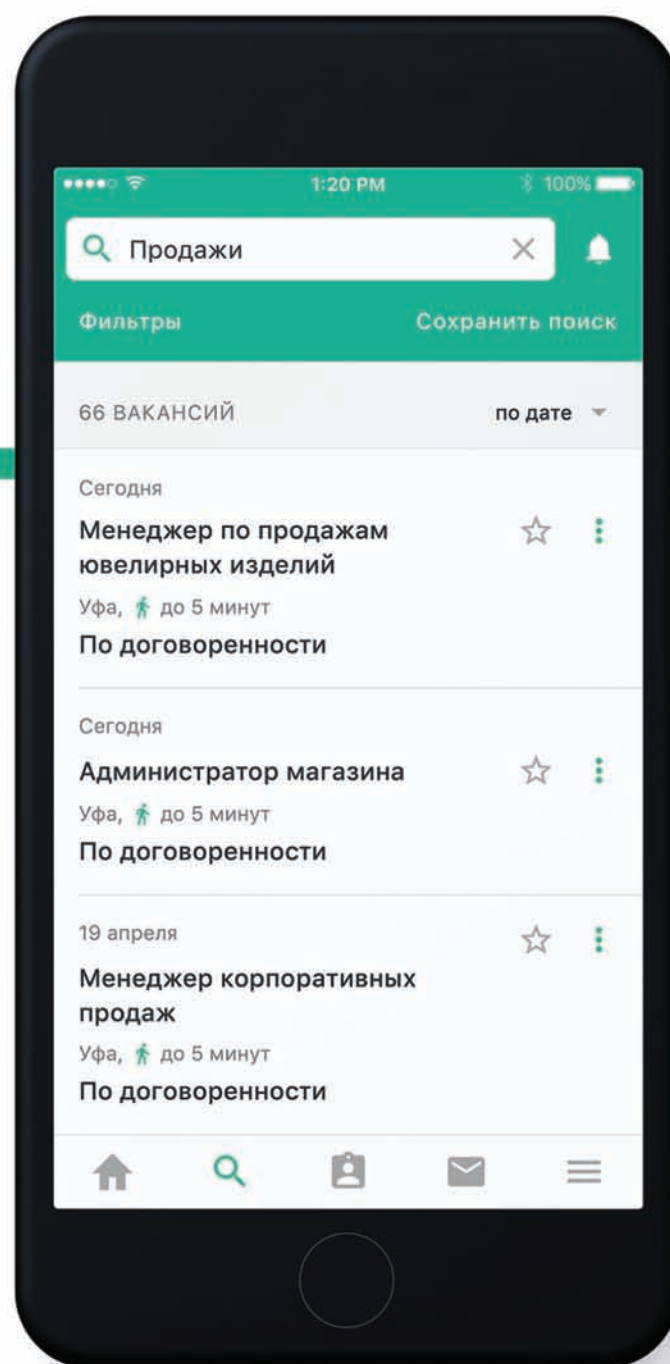 1:20 PM
100%
Продажи
Фильтры
Сохранить поиск
66 ВАКАНСИЙ
по дате
Сегодня
Менеджер по продажам
ювелирных изделий
Уфа, до 5 минут
По договоренности
Сегодня
Администратор магазина
Уфа, до 5 минут
По договоренности
19 апреля
Менеджер корпоративных
продаж
Уфа, до 5 минут
По договоренности